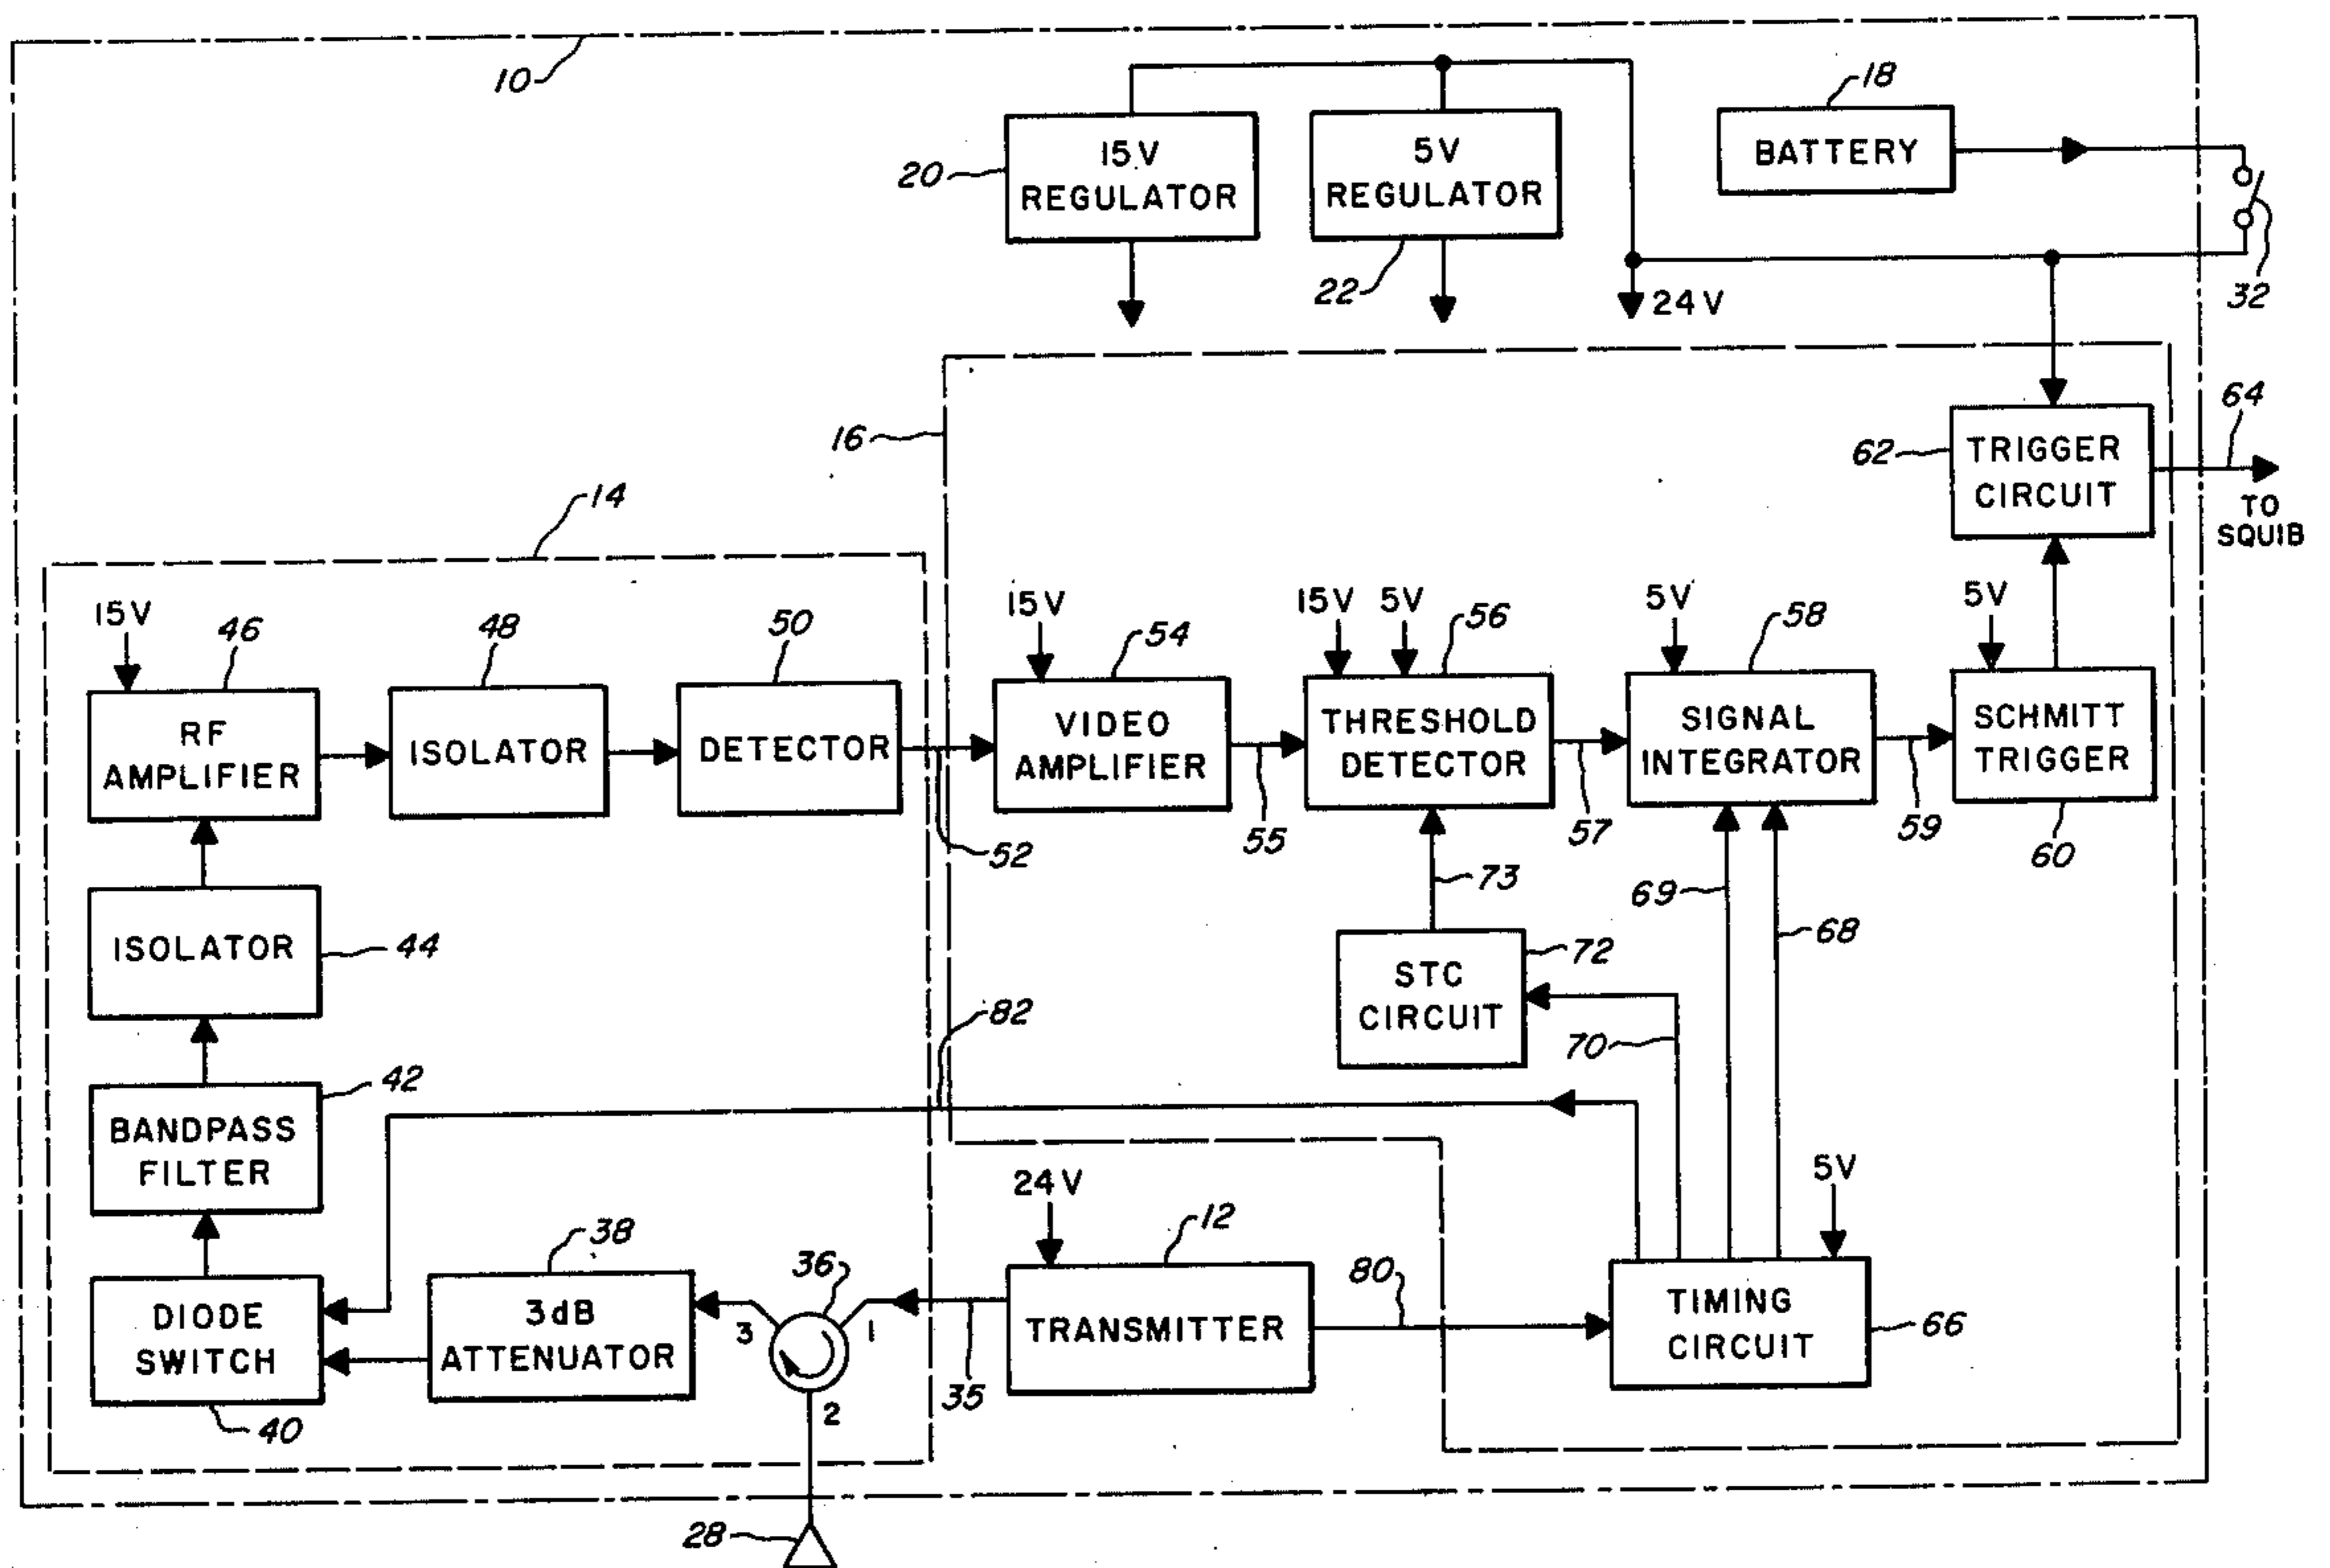 10
18
20
15V
REGULATOR
5V
REGULATOR
22
BATTERY
24V
32
16
62
TRIGGER
CIRCUIT
64
TO
SQUIB
14
15V
46
RF
AMPLIFIER
48
ISOLATOR
50
DETECTOR
52
15V
54
VIDEO
AMPLIFIER
55
15V
5V
56
THRESHOLD
DETECTOR
57
5V
58
SIGNAL
INTEGRATOR
59
5V
SCHMITT
TRIGGER
60
ISOLATOR
44
73
69
68
STC
CIRCUIT
72
70
82
BANDPASS
FILTER
42
DIODE
SWITCH
40
38
3dB
ATTENUATOR
36
3
1
2
28
35
24V
12
TRANSMITTER
80
5V
TIMING
CIRCUIT
66